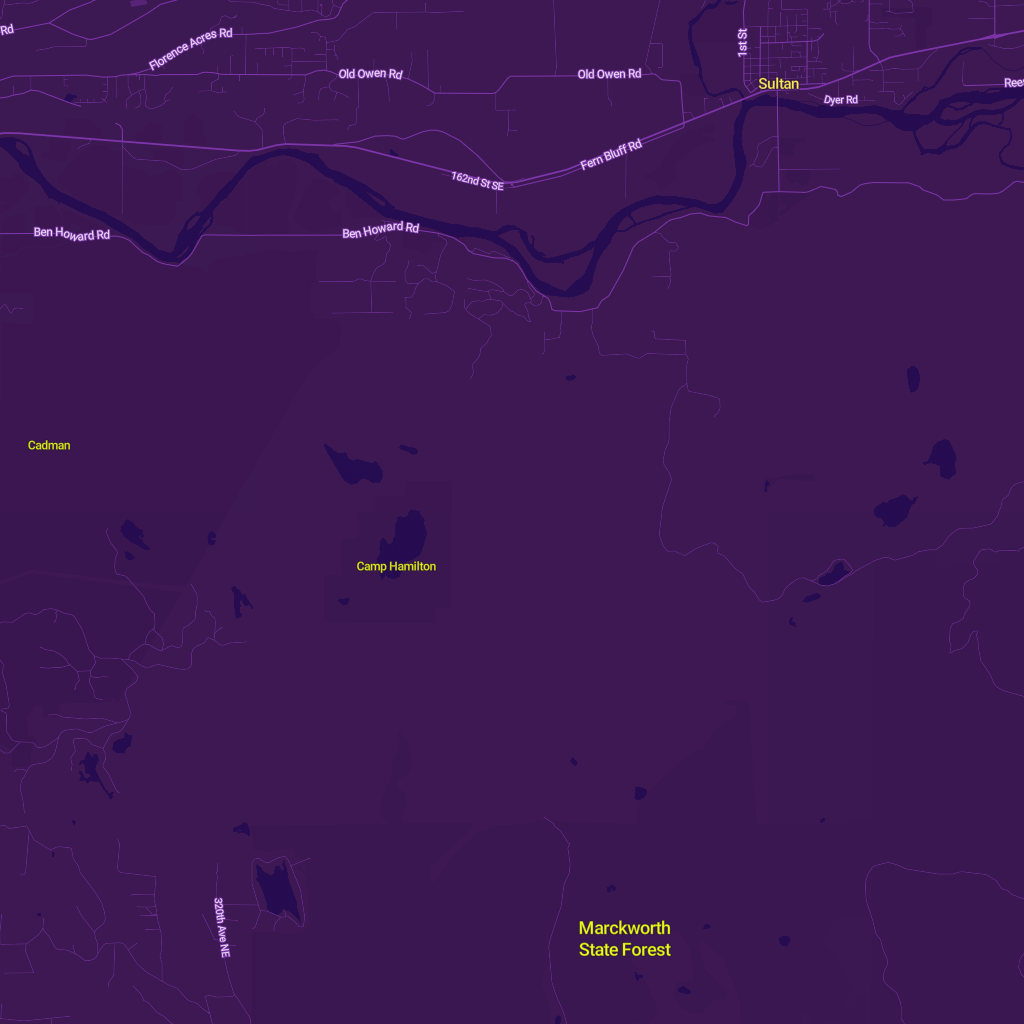 Rd
Florence Acres Rd
1st St
Old Owen Rd
Old Owen Rd
Sultan
Dyer Rd
Fern Bluff Rd
162nd St SE
Ben Howard Rd
Ben Howard Rd
Cadman
Camp Hamilton
320th Ave NE
Marckworth
State Forest